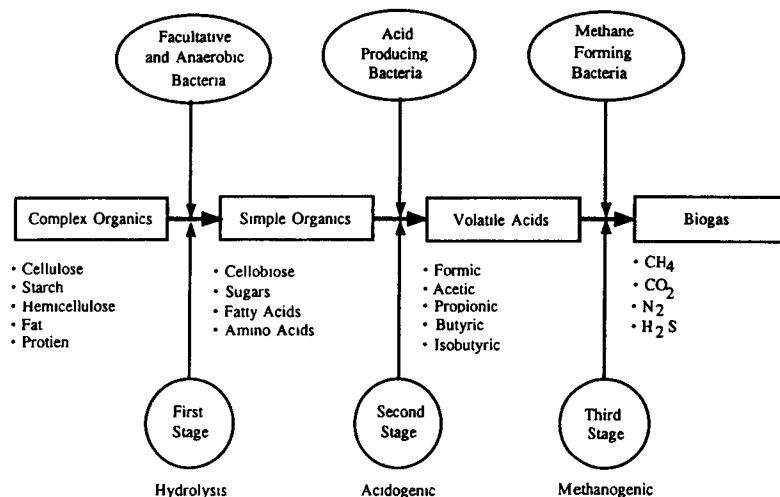 Facultative
and Anaerobic
Bacteria
Acid
Producing
Bacteria
Methane
Forming
Bacteria
Complex Organics
Simple Organics
Volatile Acids
Biogas
· Cellulose
· Starch
· Hemicellulose
· Fat
· Protien
· Cellobiose
· Sugars
· Fatty Acids
· Amino Acids
· Formic
· Acetic
· Propionic
· Butyric
· Isobutyric
· CH4
· CO2
· N2
· H2S
First
Stage
Second
Stage
Third
Stage
Hydrolysis
Acidogenic
Methanogenic